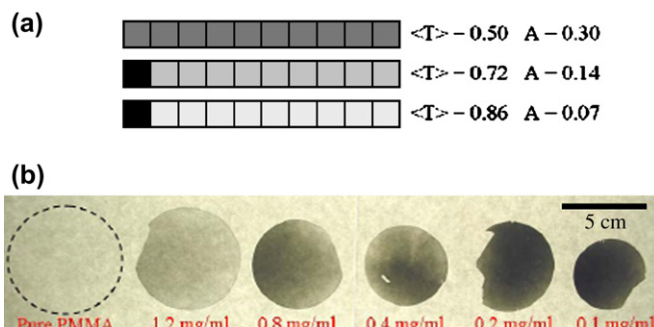 (a)
<T> − 0.50 A − 0.30
<T> − 0.72 A − 0.14
<T> − 0.86 A − 0.07
(b)
5 cm
Pure PMMA 1.2 mg/ml 0.8 mg/ml 0.4 mg/ml 0.2 mg/ml 0.1 mg/ml